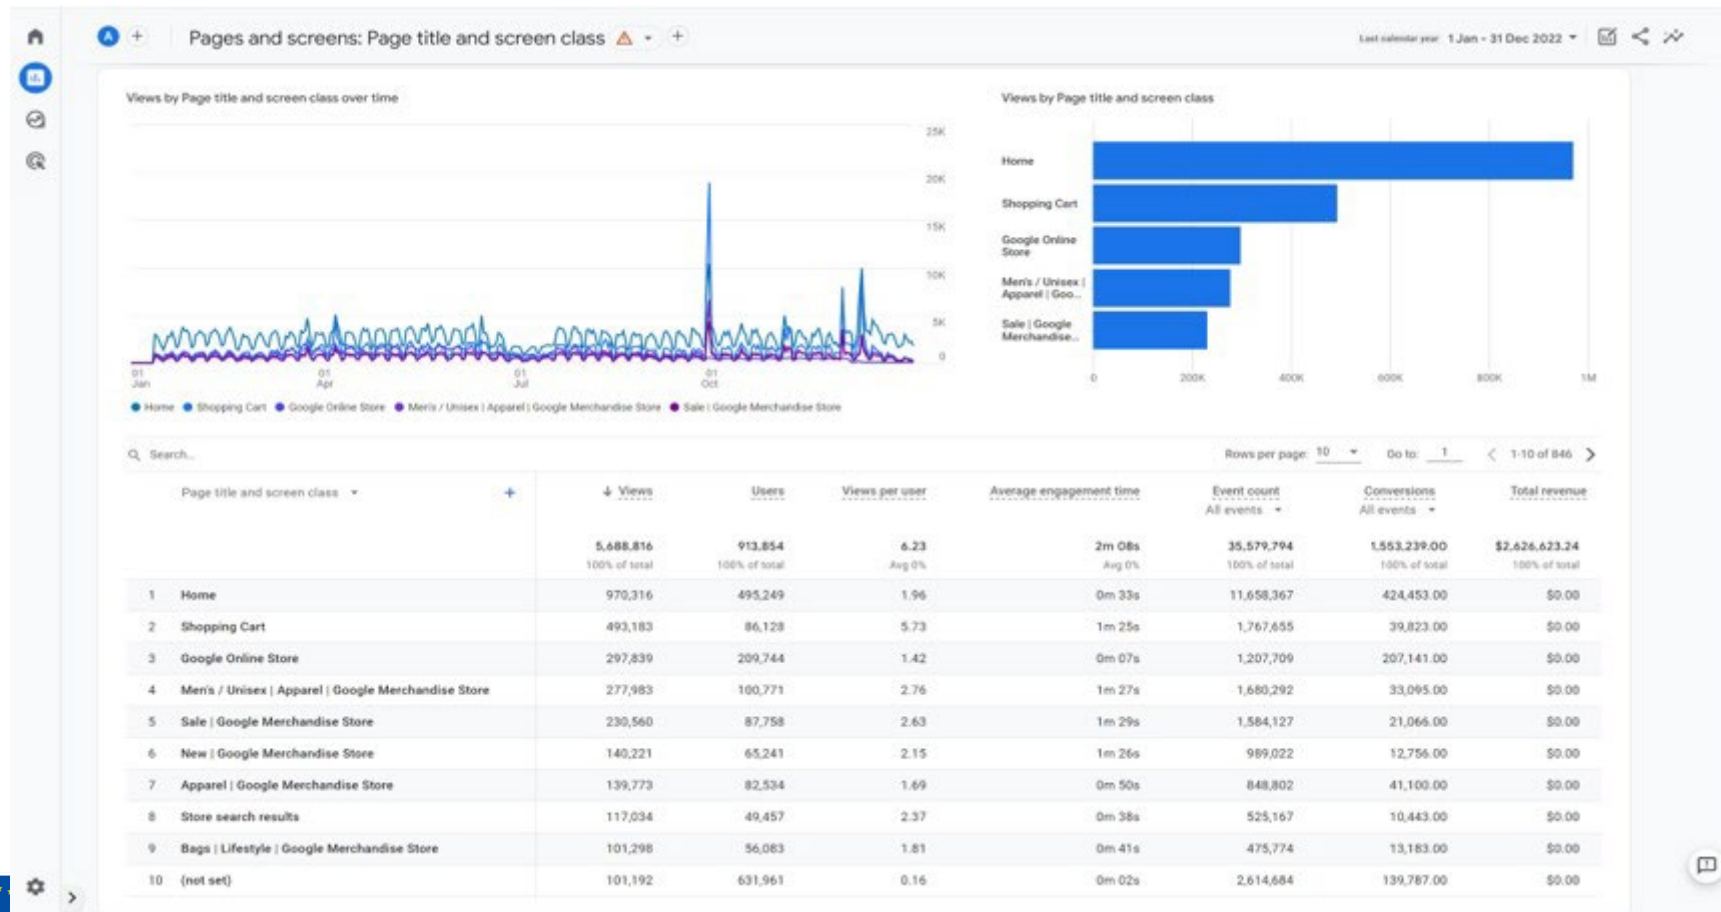 A
Pages and screens: Page title and screen class
Last calendar year 1 Jan - 31 Dec 2022
Views by Page title and screen class over time
25K
20K
15K
10K
5K
0
01 Jan
01 Apr
01 Jul
01 Oct
Home Shopping Cart Google Online Store Men's / Unisex | Apparel | Google Merchandise Store Sale | Google Merchandise Store
Views by Page title and screen class
Home
Shopping Cart
Google Online
Store
Men's / Unisex |
Apparel | Goo...
Sale | Google
Merchandise...
0 200K 400K 600K 800K 1M
Search...
Rows per page: 10 Go to: 1 1-10 of 846
Page title and screen class Views Users Views per user Average engagement time Event count Conversions Total revenue
All events All events
5,688,816 913,854 6.23 2m 08s 35,579,794 1,553,239.00 $2,626,623.24
100% of total 100% of total Avg 0% Avg 0% 100% of total 100% of total 100% of total
1 Home 970,316 495,249 1.96 0m 33s 11,658,367 424,453.00 $0.00
2 Shopping Cart 493,183 86,128 5.73 1m 25s 1,767,655 39,823.00 $0.00
3 Google Online Store 297,839 209,744 1.42 0m 07s 1,207,709 207,141.00 $0.00
4 Men's / Unisex | Apparel | Google Merchandise Store 277,983 100,771 2.76 1m 27s 1,680,292 33,095.00 $0.00
5 Sale | Google Merchandise Store 230,560 87,758 2.63 1m 29s 1,584,127 21,066.00 $0.00
6 New | Google Merchandise Store 140,221 65,241 2.15 1m 26s 989,022 12,756.00 $0.00
7 Apparel | Google Merchandise Store 139,773 82,534 1.69 0m 50s 848,802 41,100.00 $0.00
8 Store search results 117,034 49,457 2.37 0m 38s 525,167 10,443.00 $0.00
9 Bags | Lifestyle | Google Merchandise Store 101,298 56,083 1.81 0m 41s 475,774 13,183.00 $0.00
10 (not set) 101,192 631,961 0.16 0m 02s 2,614,684 139,787.00 $0.00